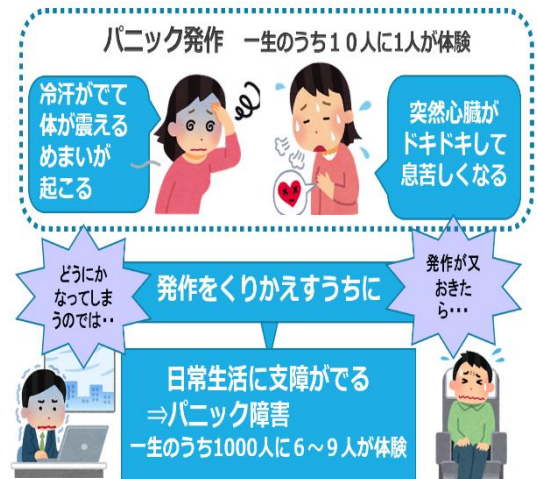 パニック発作 一生のうち１０人に1人が体験
冷汗がでて
体が震える
めまいが
起こる
突然心臓が
ドキドキして
息苦しくなる
どうにか
なってしま
うのでは‥
発作をくりかえすうちに
発作が又
おきた
ら・・・
日常生活に支障がでる
⇒パニック障害
一生のうち1000人に６～９人が体験